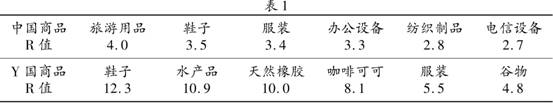 表1
中国商品 旅游用品 鞋子 服装 办公设备 纺织制品 电信设备
R 值 4.0 3.5 3.4 3.3 2.8 2.7
Y 国商品 鞋子 水产品 天然橡胶 咖啡可可 服装 谷物
R 值 12.3 10.9 10.0 8.1 5.5 4.8